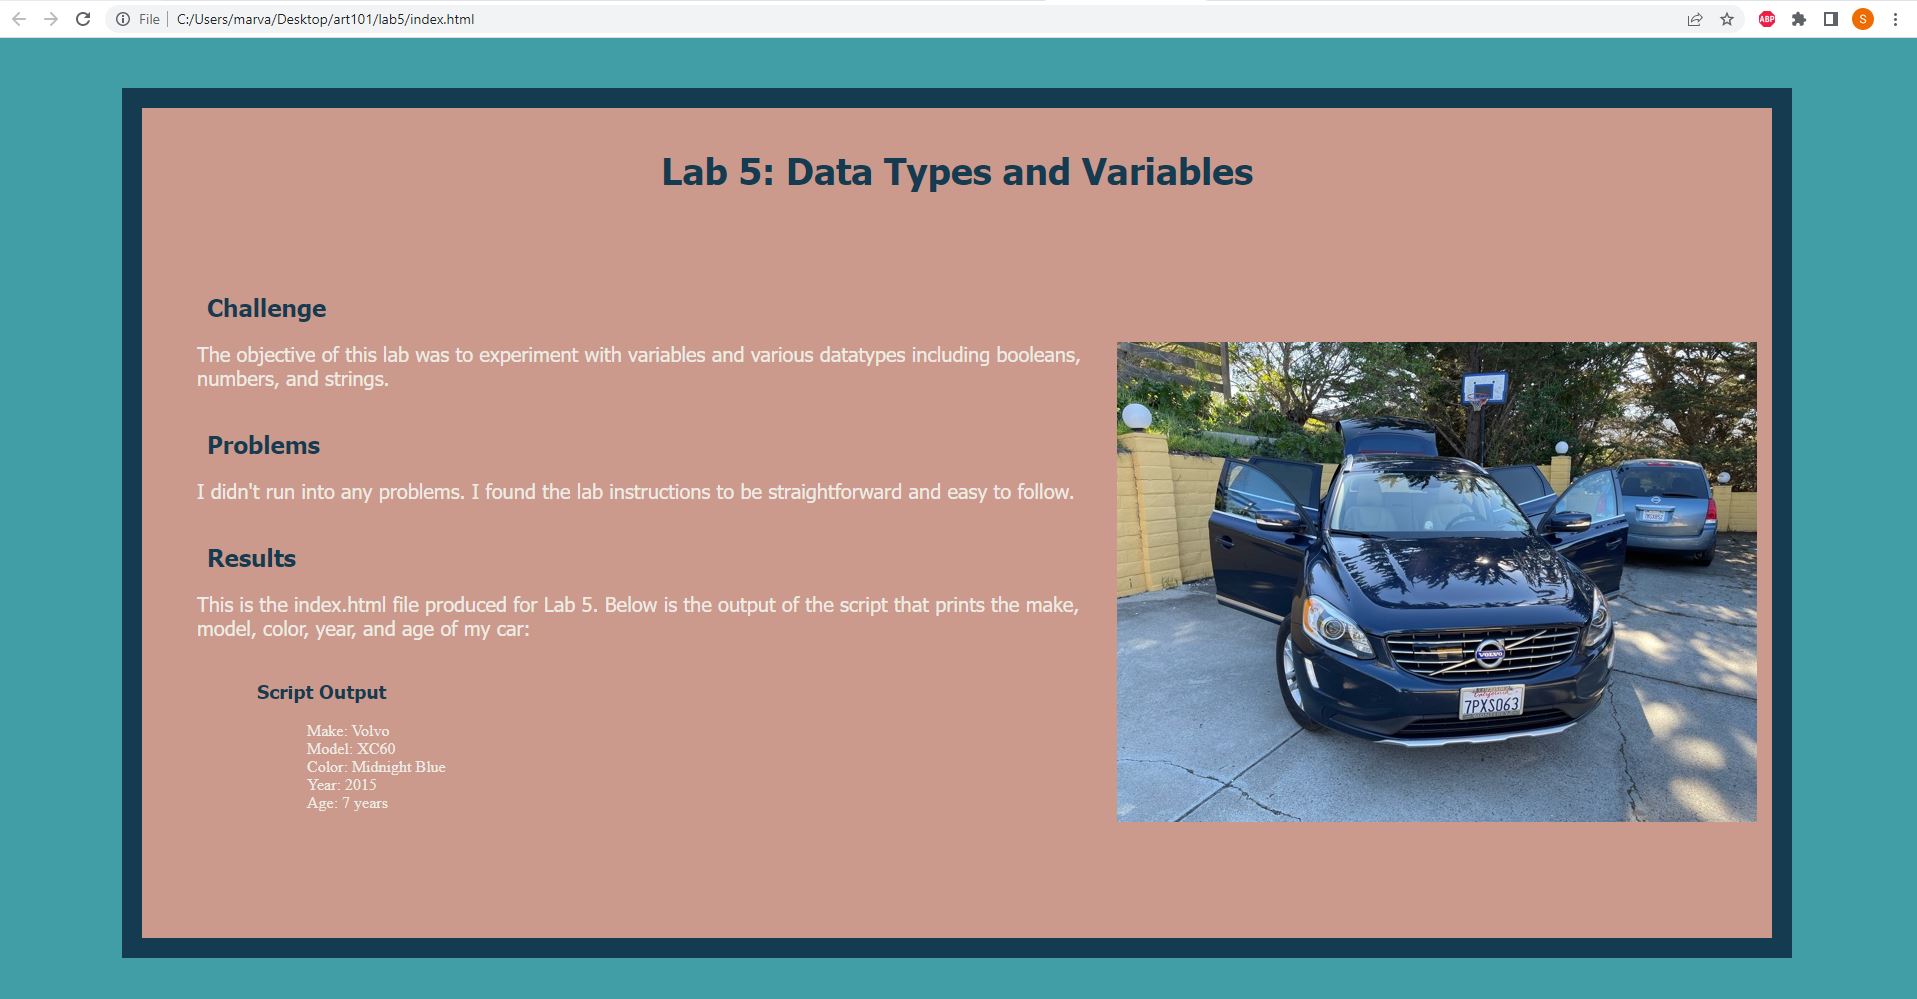 File
C:/Users/marva/Desktop/art101/lab5/index.html
ABP
S
Lab 5: Data Types and Variables
Challenge
The objective of this lab was to experiment with variables and various datatypes including booleans,
numbers, and strings.
Problems
I didn't run into any problems. I found the lab instructions to be straightforward and easy to follow.
Results
This is the index.html file produced for Lab 5. Below is the output of the script that prints the make,
model, color, year, and age of my car:
Script Output
Make: Volvo
Model: XC60
Color: Midnight Blue
Year: 2015
Age: 7 years
VOLVO
California
7PXS063